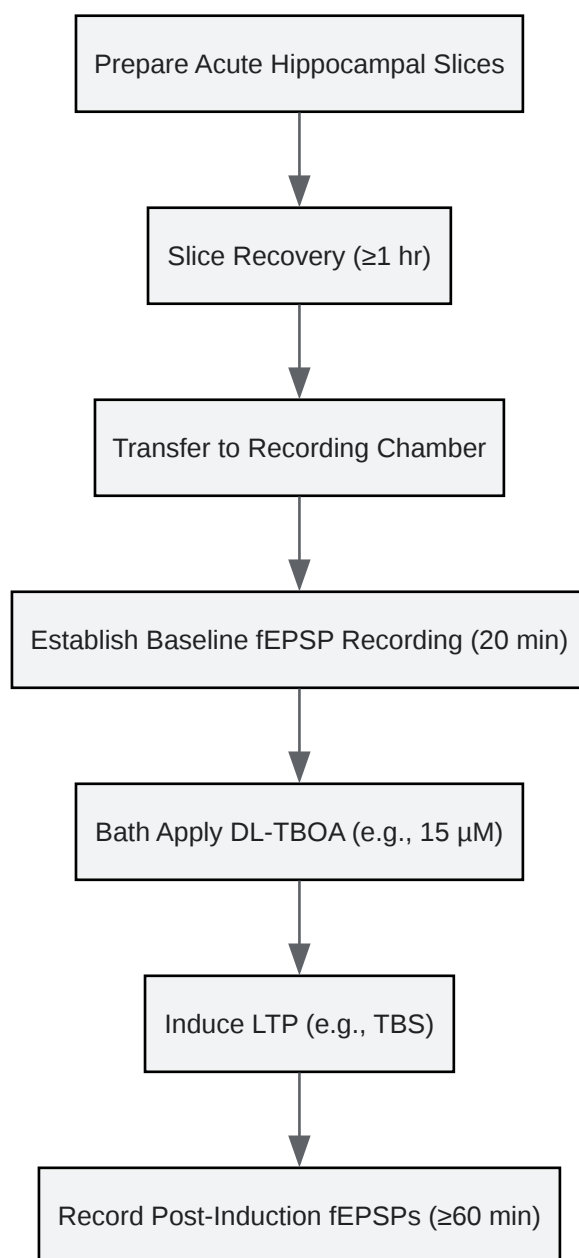 Prepare Acute Hippocampal Slices
Slice Recovery (≥1 hr)
Transfer to Recording Chamber
Establish Baseline fEPSP Recording (20 min)
Bath Apply DL-TBOA (e.g., 15 µM)
Induce LTP (e.g., TBS)
Record Post-Induction fEPSPs (≥60 min)